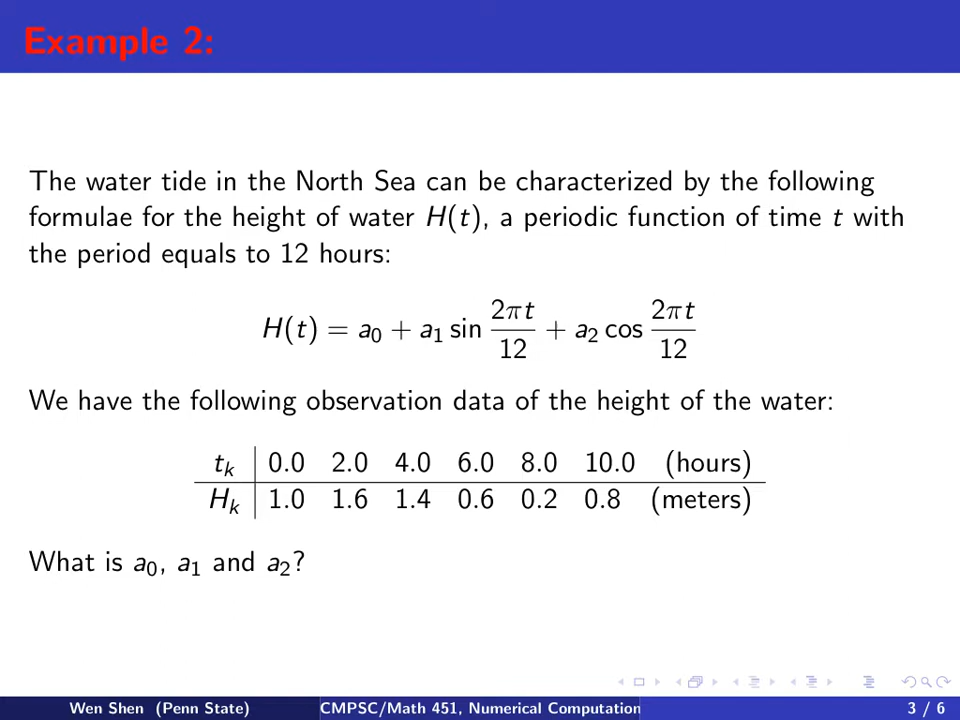 Example 2:
The water tide in the North Sea can be characterized by the following
formulae for the height of water H(t), a periodic function of time t with
the period equals to 12 hours:
H(t) = a₀ + a₁ sin 2πt/12 + a₂ cos 2πt/12
We have the following observation data of the height of the water:
tₖ 0.0 2.0 4.0 6.0 8.0 10.0 (hours)
Hₖ 1.0 1.6 1.4 0.6 0.2 0.8 (meters)
What is a₀, a₁ and a₂?
Wen Shen (Penn State) CMPSC/Math 451, Numerical Computation 3 / 6